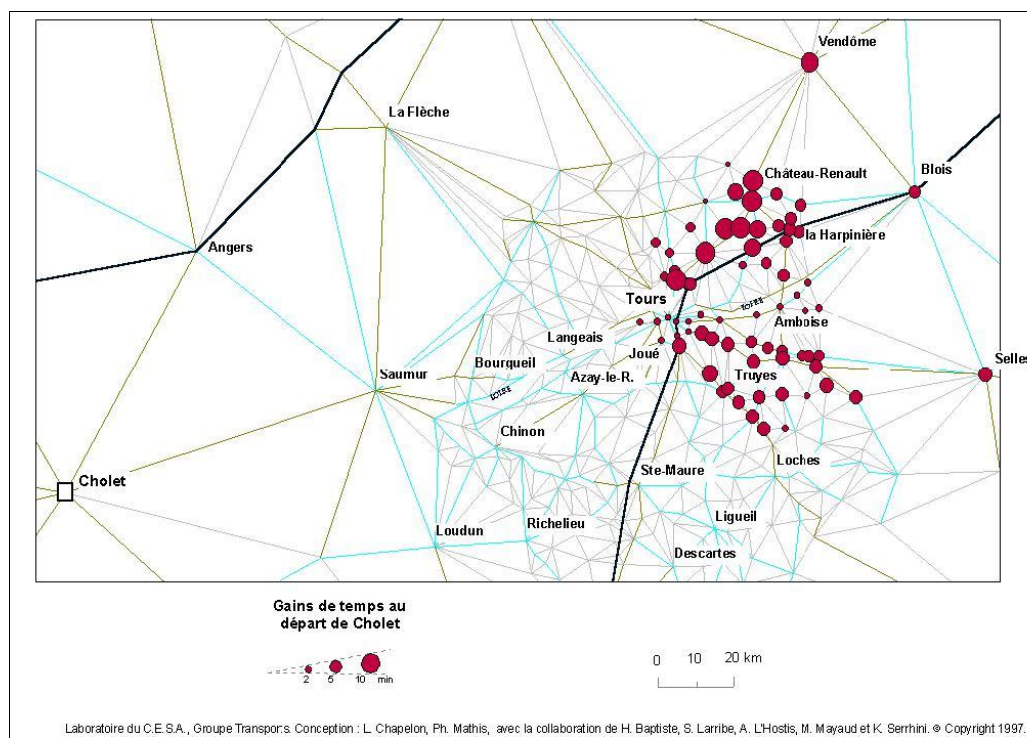 Vendôme
La Flèche
Château-Renault
Blois
la Harpinière
Angers
Tours
LOIRE
Amboise
Langeais
Joué
Bourgueil
Selles
Saumur
Azay-le-R.
Truyes
LOIRE
Chinon
Cholet
Ste-Maure
Loches
Richelieu
Ligueil
Loudun
Descartes
Gains de temps au
départ de Cholet
2 5 10 min
0 10 20 km
Laboratoire du C.E.S.A., Groupe Transports. Conception : L. Chapelon, Ph. Mathis, avec la collaboration de H. Baptiste, S. Larribe, A. L'Hostis, M. Mayaud et K. Serrhini. © Copyright 1997.